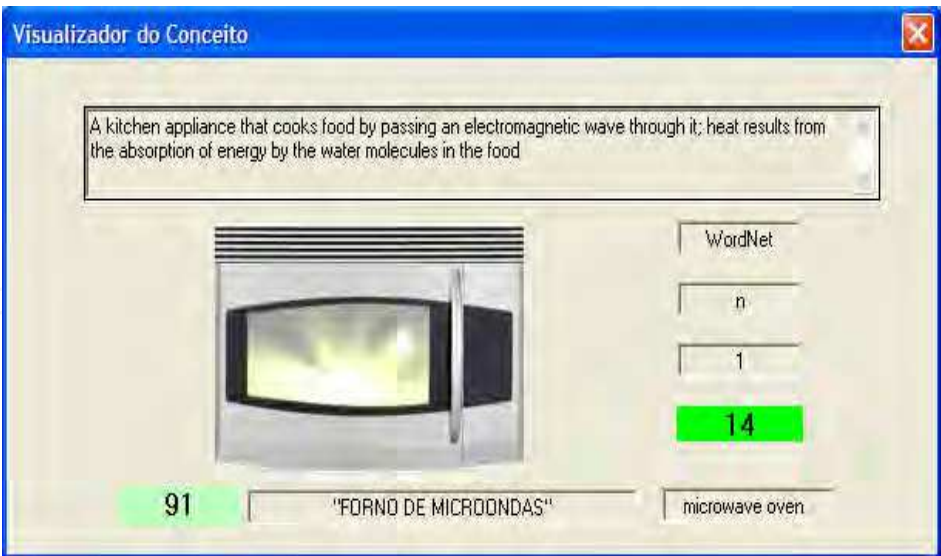 Visualizador do Conceito
A kitchen appliance that cooks food by passing an electromagnetic wave through it; heat results from
the absorption of energy by the water molecules in the food
WordNet
n
1
14
91
"FORNO DE MICROONDAS"
microwave oven